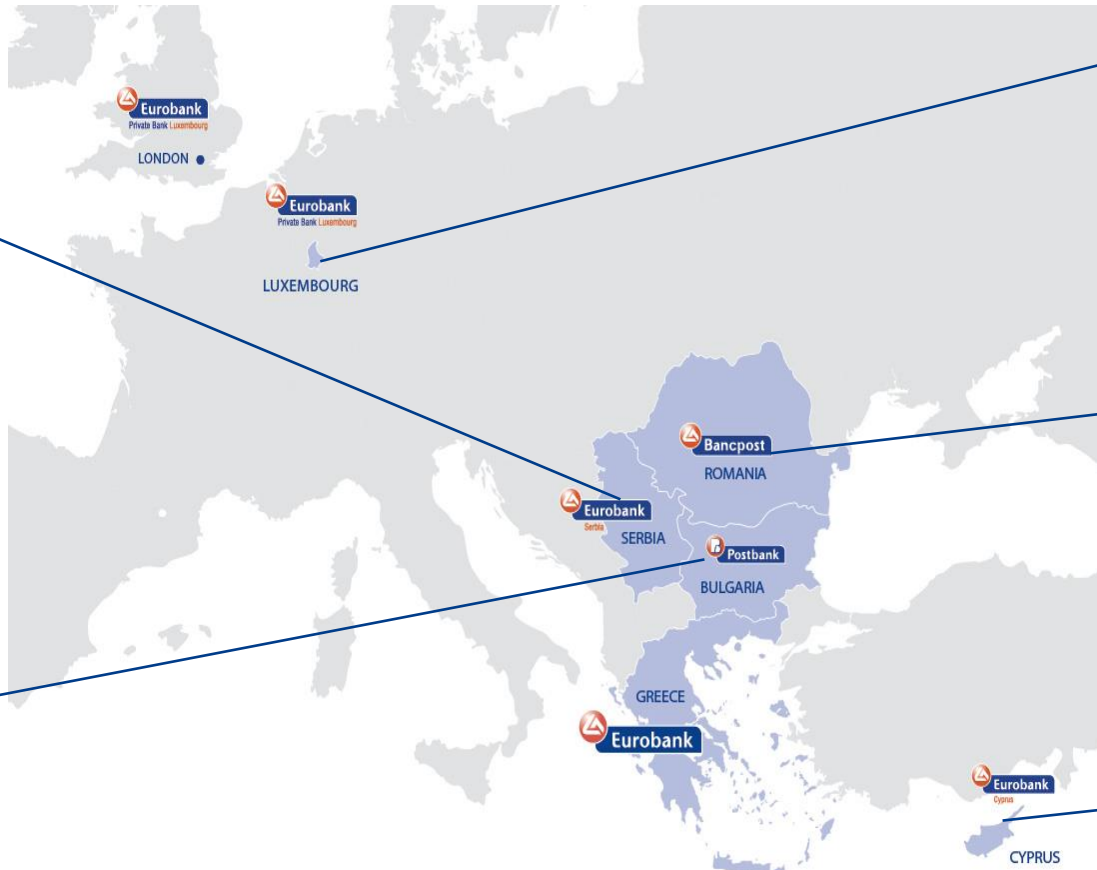 Eurobank
Private Bank Luxembourg
LONDON
Eurobank
Private Bank Luxembourg
LUXEMBOURG
Bancpost
ROMANIA
Eurobank
Serbia
SERBIA
Postbank
BULGARIA
GREECE
Eurobank
Eurobank
Cyprus
CYPRUS